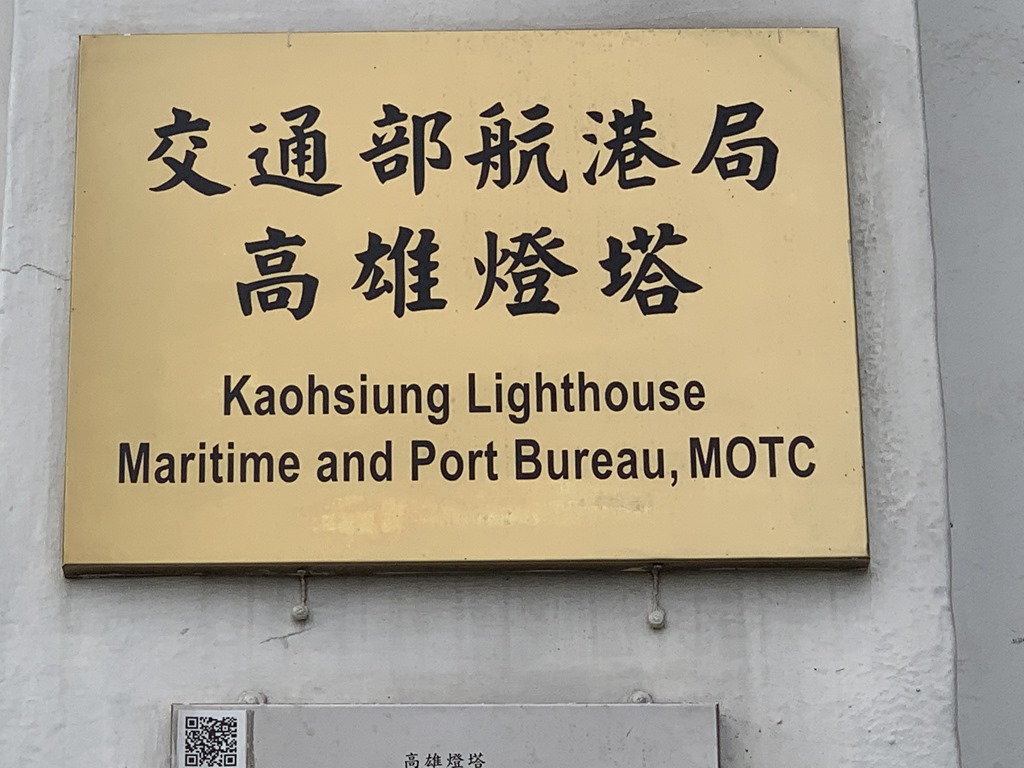 交通部航港局
高雄燈塔
Kaohsiung Lighthouse
Maritime and Port Bureau, MOTC
高雄燈塔